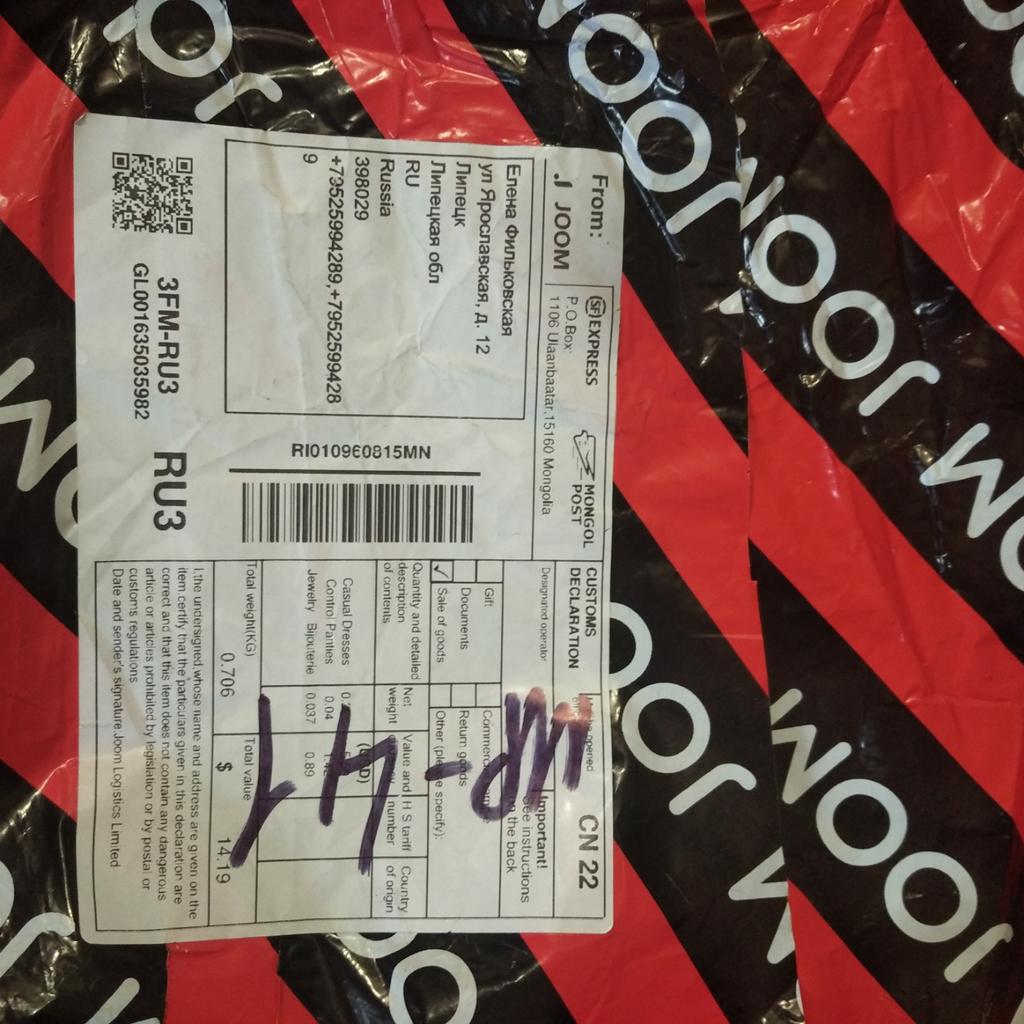 From:
J JOOM
SF EXPRESS
P.O.Box:
1106 Ulaanbaatar,15160 Mongolia
MONGOL
POST
Елена Фильковская
ул Ярославская, д. 12
Липецк
Липецкая обл
RU
Russia
398029
+79525994289,+7952599428
9
RI010960815MN
3FM-RU3
GL001635035982
RU3
CUSTOMS
DECLARATION
CN 22
Designated operator
Important!
See instructions
on the back
Gift
Documents
Return goods
✓ Sale of goods
Other (please specify):
Quantity and detailed
description
of contents
Net
weight
Value and
H S tariff
number
Country
of origin
Casual Dresses
Control Panties 0.04
Jewelry Bijouterie 0.037 0.89
Total weight(KG) 0.706
Total value $ 14.19
I,the undersigned,whose name and address are given on the
item,certify that the particulars given in this declaration are
correct and that this item does not contain any dangerous
article or articles prohibited by legislation or by postal or
customs regulations
Date and sender's signature:Joom Logistics Limited
JOOM
JOOM
JOOM
JOOM
JOOM